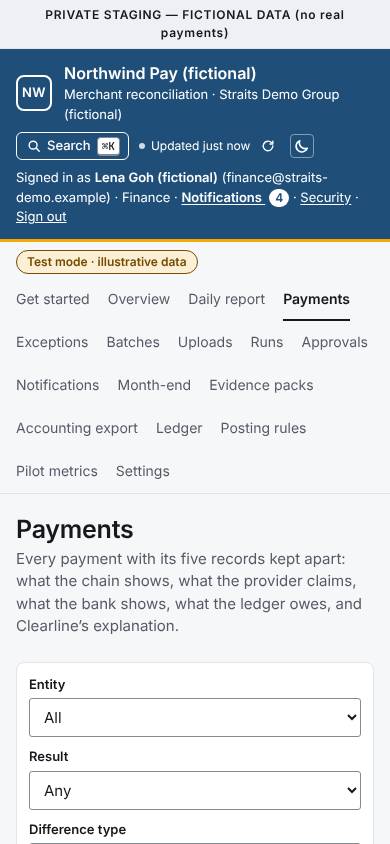 PRIVATE STAGING — FICTIONAL DATA (no real
payments)
NW
Northwind Pay (fictional)
Merchant reconciliation · Straits Demo Group
(fictional)
Search ⌘K
Updated just now
Signed in as Lena Goh (fictional) (finance@straits-
demo.example) · Finance · Notifications 4 · Security ·
Sign out
Test mode · illustrative data
Get started Overview Daily report Payments
Exceptions Batches Uploads Runs Approvals
Notifications Month-end Evidence packs
Accounting export Ledger Posting rules
Pilot metrics Settings
Payments
Every payment with its five records kept apart:
what the chain shows, what the provider claims,
what the bank shows, what the ledger owes, and
Clearline’s explanation.
Entity
All
Result
Any
Difference type